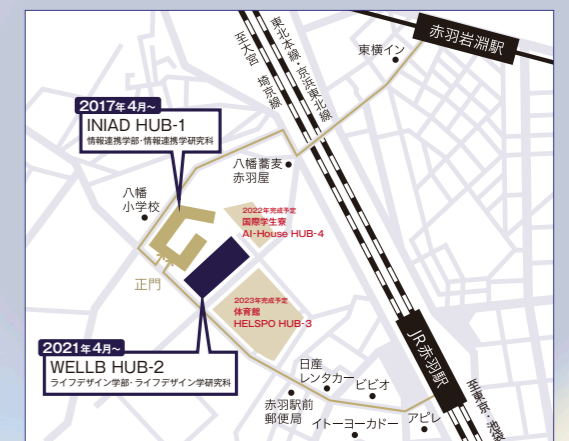 赤羽岩淵駅
東横イン
東北本線・京浜東北線
至大宮 埼京線
2017年4月〜
INIAD HUB-1
情報連携学部・情報連携学研究科
八幡蕎麦
赤羽屋
八幡
小学校
2022年完成予定
国際学生寮
AI-House HUB-4
正門
2023年完成予定
体育館
HELSPO HUB-3
2021年4月〜
WELLB HUB-2
ライフデザイン学部・ライフデザイン学研究科
JR赤羽駅
日産
レンタカー
ビビオ
赤羽駅前
郵便局
イトーヨーカドー
アピレ
至東京・池袋